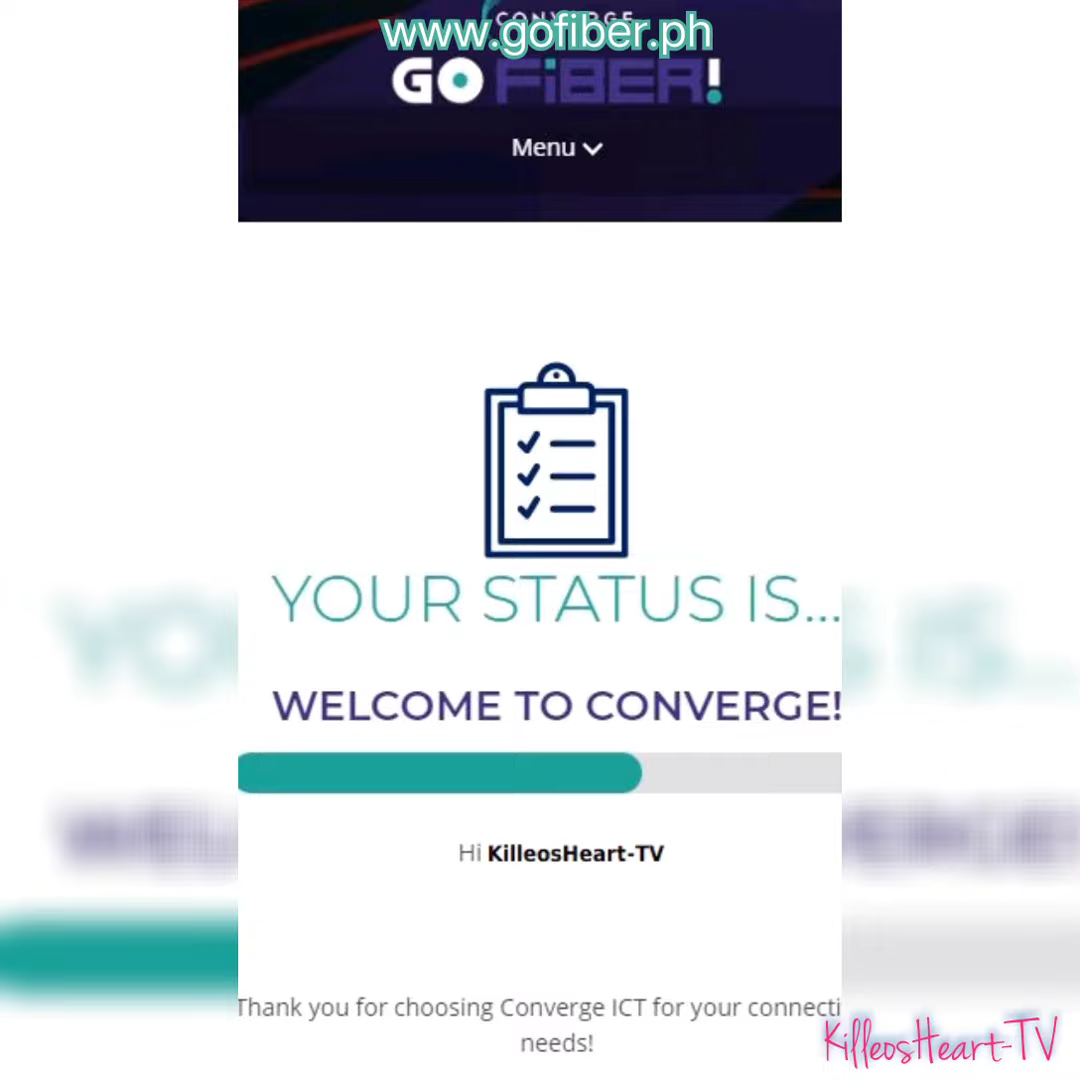 CONVERGE
www.gofiber.ph
GO FiBER!
Menu
YOUR STATUS IS...
WELCOME TO CONVERGE!
Hi KilleosHeart-TV
Thank you for choosing Converge ICT for your connecti
needs!
KilleosHeart-TV